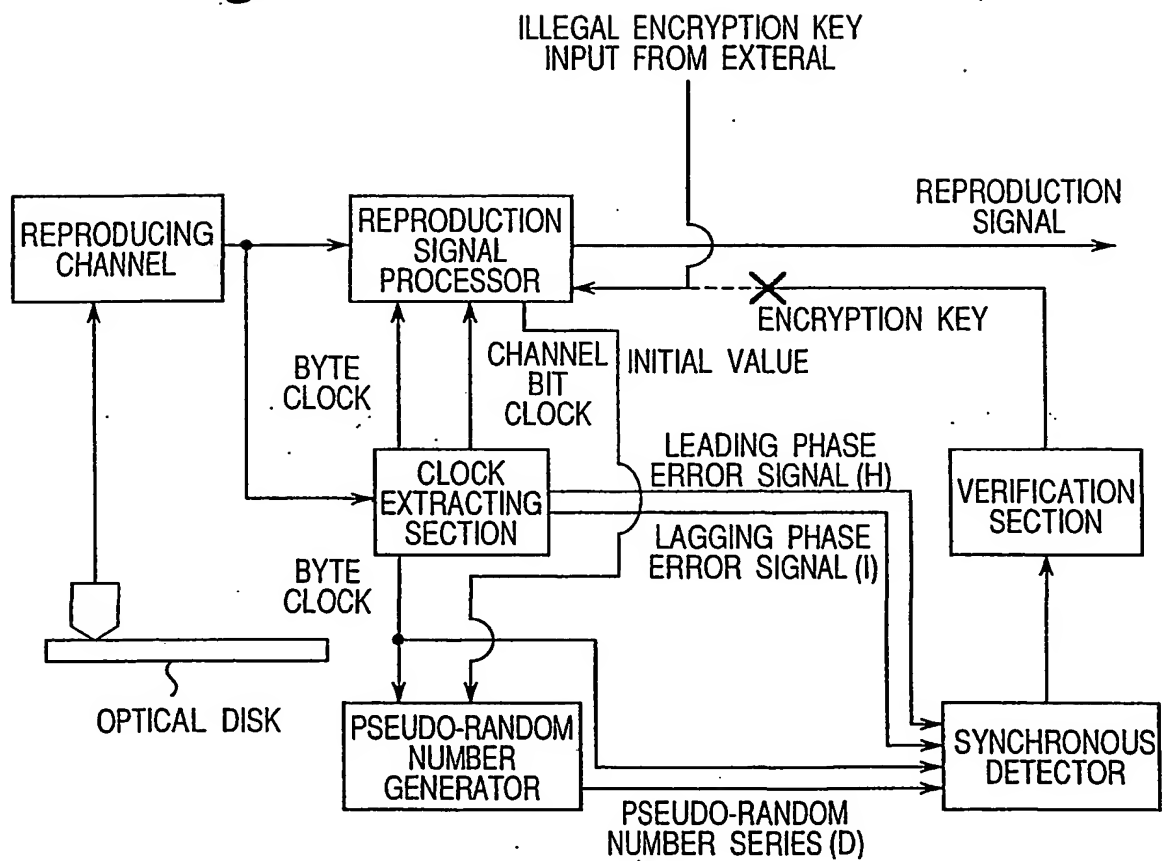 ILLEGAL ENCRYPTION KEY
INPUT FROM EXTERAL
REPRODUCING
CHANNEL
REPRODUCTION
SIGNAL
PROCESSOR
REPRODUCTION
SIGNAL
ENCRYPTION KEY
BYTE
CLOCK
CHANNEL
BIT
CLOCK
INITIAL VALUE
CLOCK
EXTRACTING
SECTION
LEADING PHASE
ERROR SIGNAL (H)
LAGGING PHASE
ERROR SIGNAL (I)
VERIFICATION
SECTION
BYTE
CLOCK
OPTICAL DISK
PSEUDO-RANDOM
NUMBER
GENERATOR
SYNCHRONOUS
DETECTOR
PSEUDO-RANDOM
NUMBER SERIES (D)